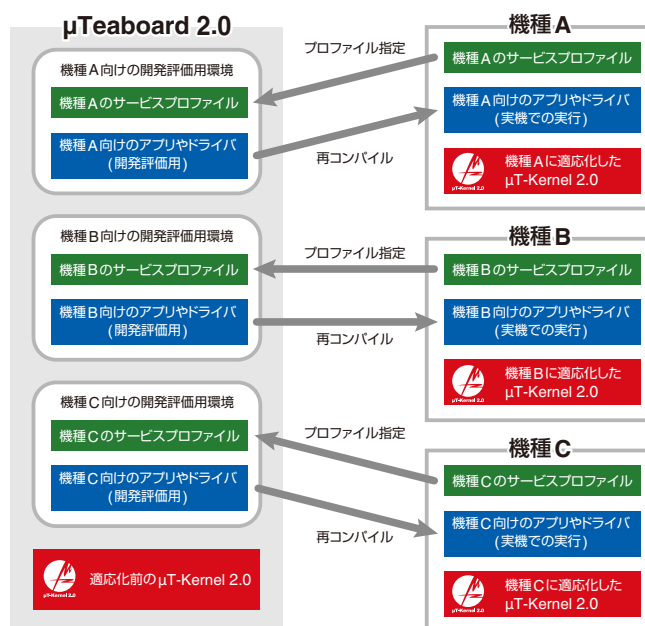 μTeaboard 2.0
機種A向けの開発評価用環境
機種Aのサービスプロファイル
機種A向けのアプリやドライバ
(開発評価用)
機種B向けの開発評価用環境
機種Bのサービスプロファイル
機種B向けのアプリやドライバ
(開発評価用)
機種C向けの開発評価用環境
機種Cのサービスプロファイル
機種C向けのアプリやドライバ
(開発評価用)
μT-Kernel 2.0
適応化前のμT-Kernel 2.0
プロファイル指定
再コンパイル
プロファイル指定
再コンパイル
プロファイル指定
再コンパイル
機種A
機種Aのサービスプロファイル
機種A向けのアプリやドライバ
(実機での実行)
μT-Kernel 2.0
機種Aに適応化した
μT-Kernel 2.0
機種B
機種Bのサービスプロファイル
機種B向けのアプリやドライバ
(実機での実行)
μT-Kernel 2.0
機種Bに適応化した
μT-Kernel 2.0
機種C
機種Cのサービスプロファイル
機種C向けのアプリやドライバ
(実機での実行)
μT-Kernel 2.0
機種Cに適応化した
μT-Kernel 2.0